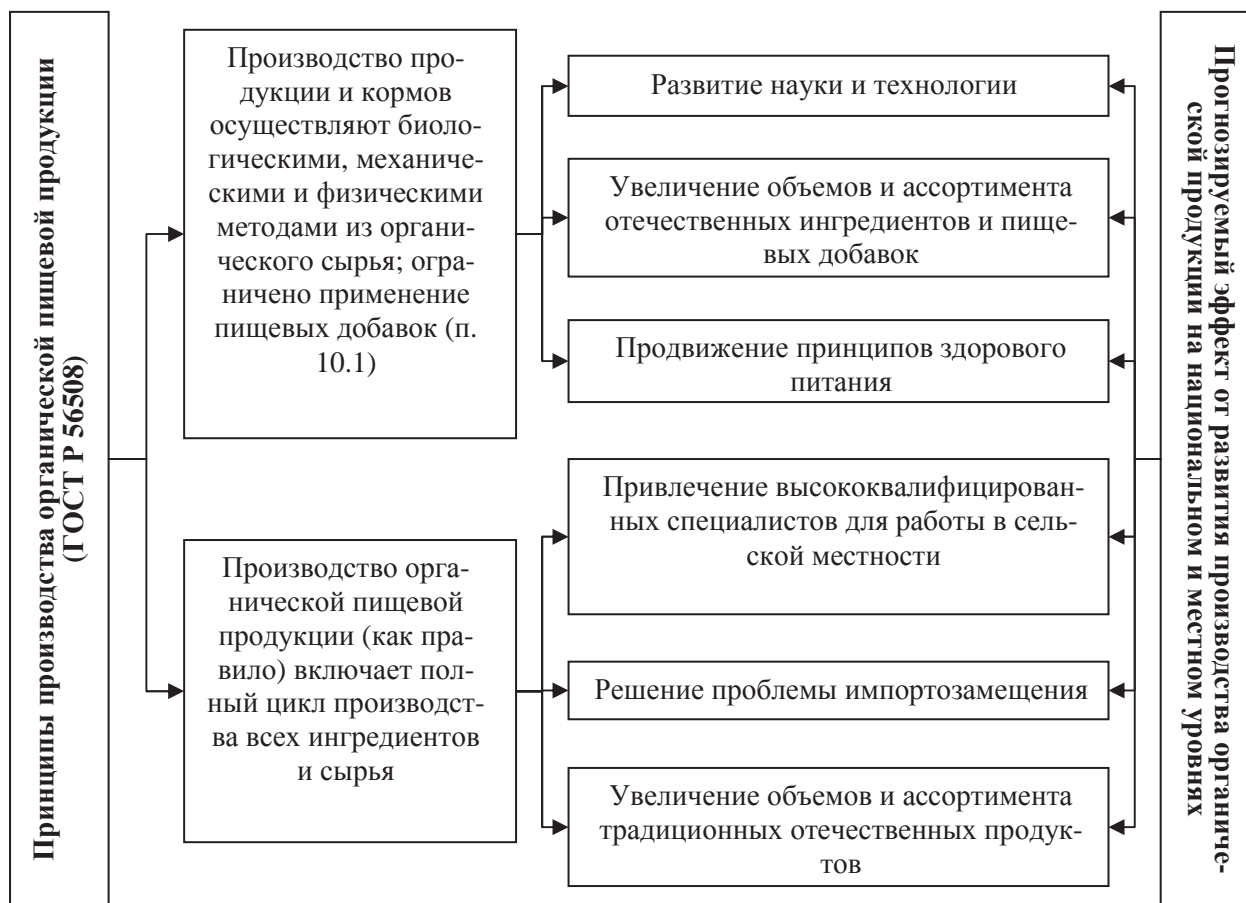 Принципы производства органической пищевой продукции
(ГОСТ Р 56508)
Производство про-
дукции и кормов
осуществляют биоло-
гическими, механиче-
скими и физическими
методами из органи-
ческого сырья; огра-
ничено применение
пищевых добавок (п.
10.1)
Производство орга-
нической пищевой
продукции (как пра-
вило) включает пол-
ный цикл производст-
ва всех ингредиентов
и сырья
Развитие науки и технологии
Увеличение объемов и ассортимента
отечественных ингредиентов и пище-
вых добавок
Продвижение принципов здорового
питания
Привлечение высококвалифицирован-
ных специалистов для работы в сель-
ской местности
Решение проблемы импортозамещения
Увеличение объемов и ассортимента
традиционных отечественных продук-
тов
Прогнозируемый эффект от развития производства органиче-
ской продукции на национальном и местном уровнях